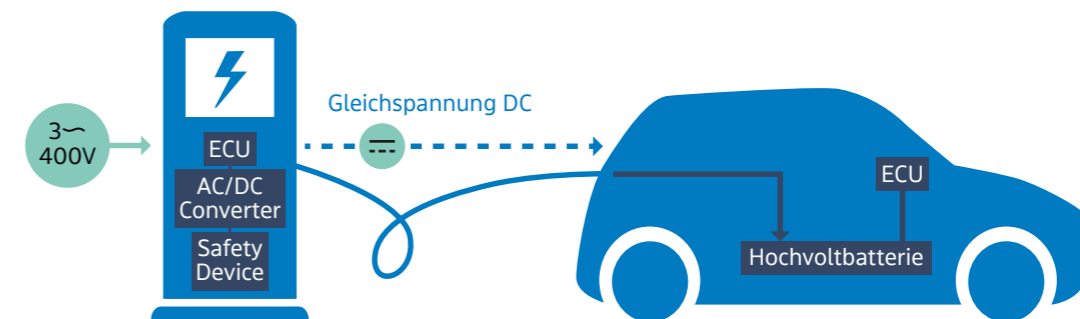 Gleichspannung DC
3~
400V
ECU
AC/DC
Converter
Safety
Device
ECU
Hochvoltbatterie